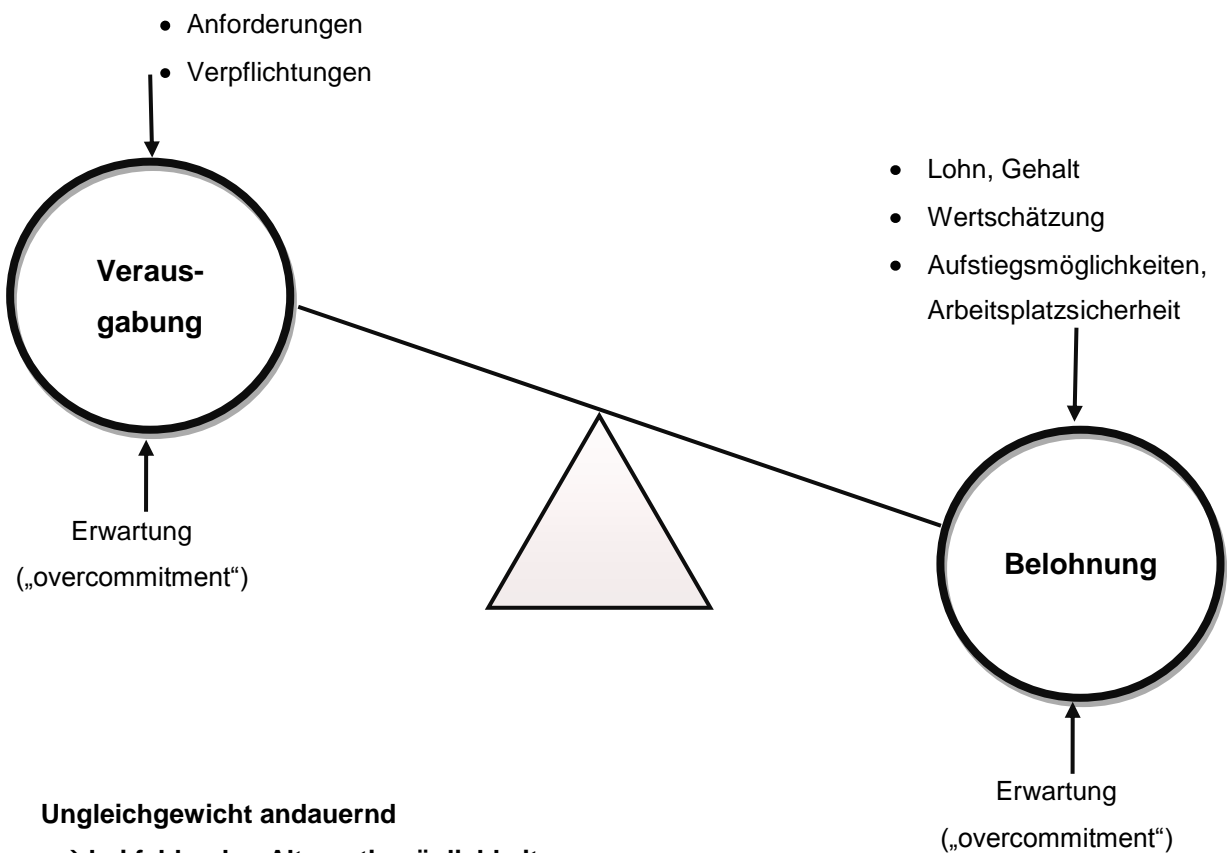 • Anforderungen
• Verpflichtungen
Veraus-
gabung
Erwartung
(„overcommitment“)
• Lohn, Gehalt
• Wertschätzung
• Aufstiegsmöglichkeiten,
Arbeitsplatzsicherheit
Belohnung
Erwartung
(„overcommitment“)
Ungleichgewicht andauernd